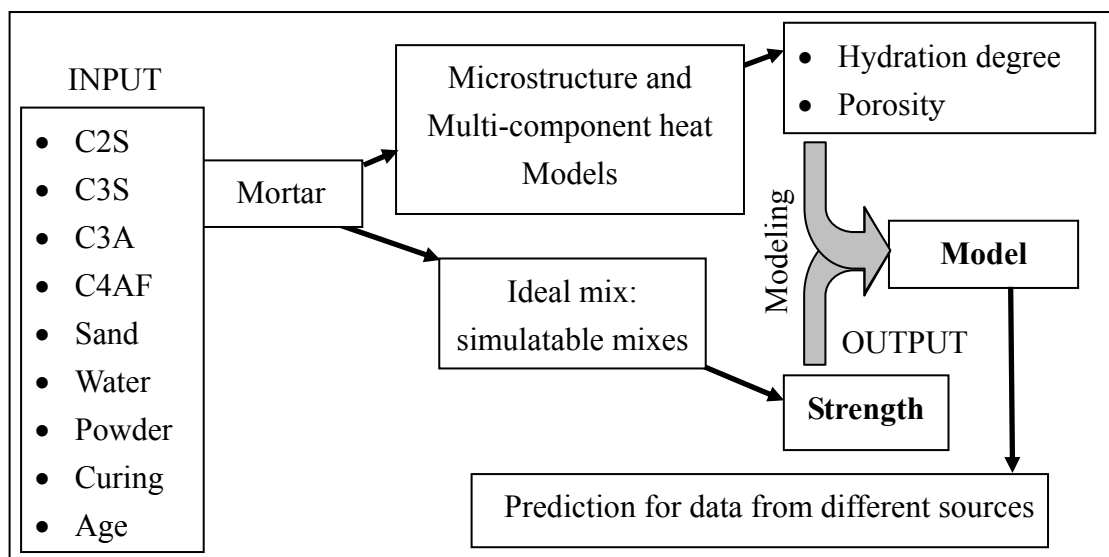 INPUT
• C2S
• C3S
• C3A
• C4AF
• Sand
• Water
• Powder
• Curing
• Age
Mortar
Microstructure and
Multi-component heat
Models
• Hydration degree
• Porosity
Ideal mix:
simulatable mixes
Modeling
Model
OUTPUT
Strength
Prediction for data from different sources